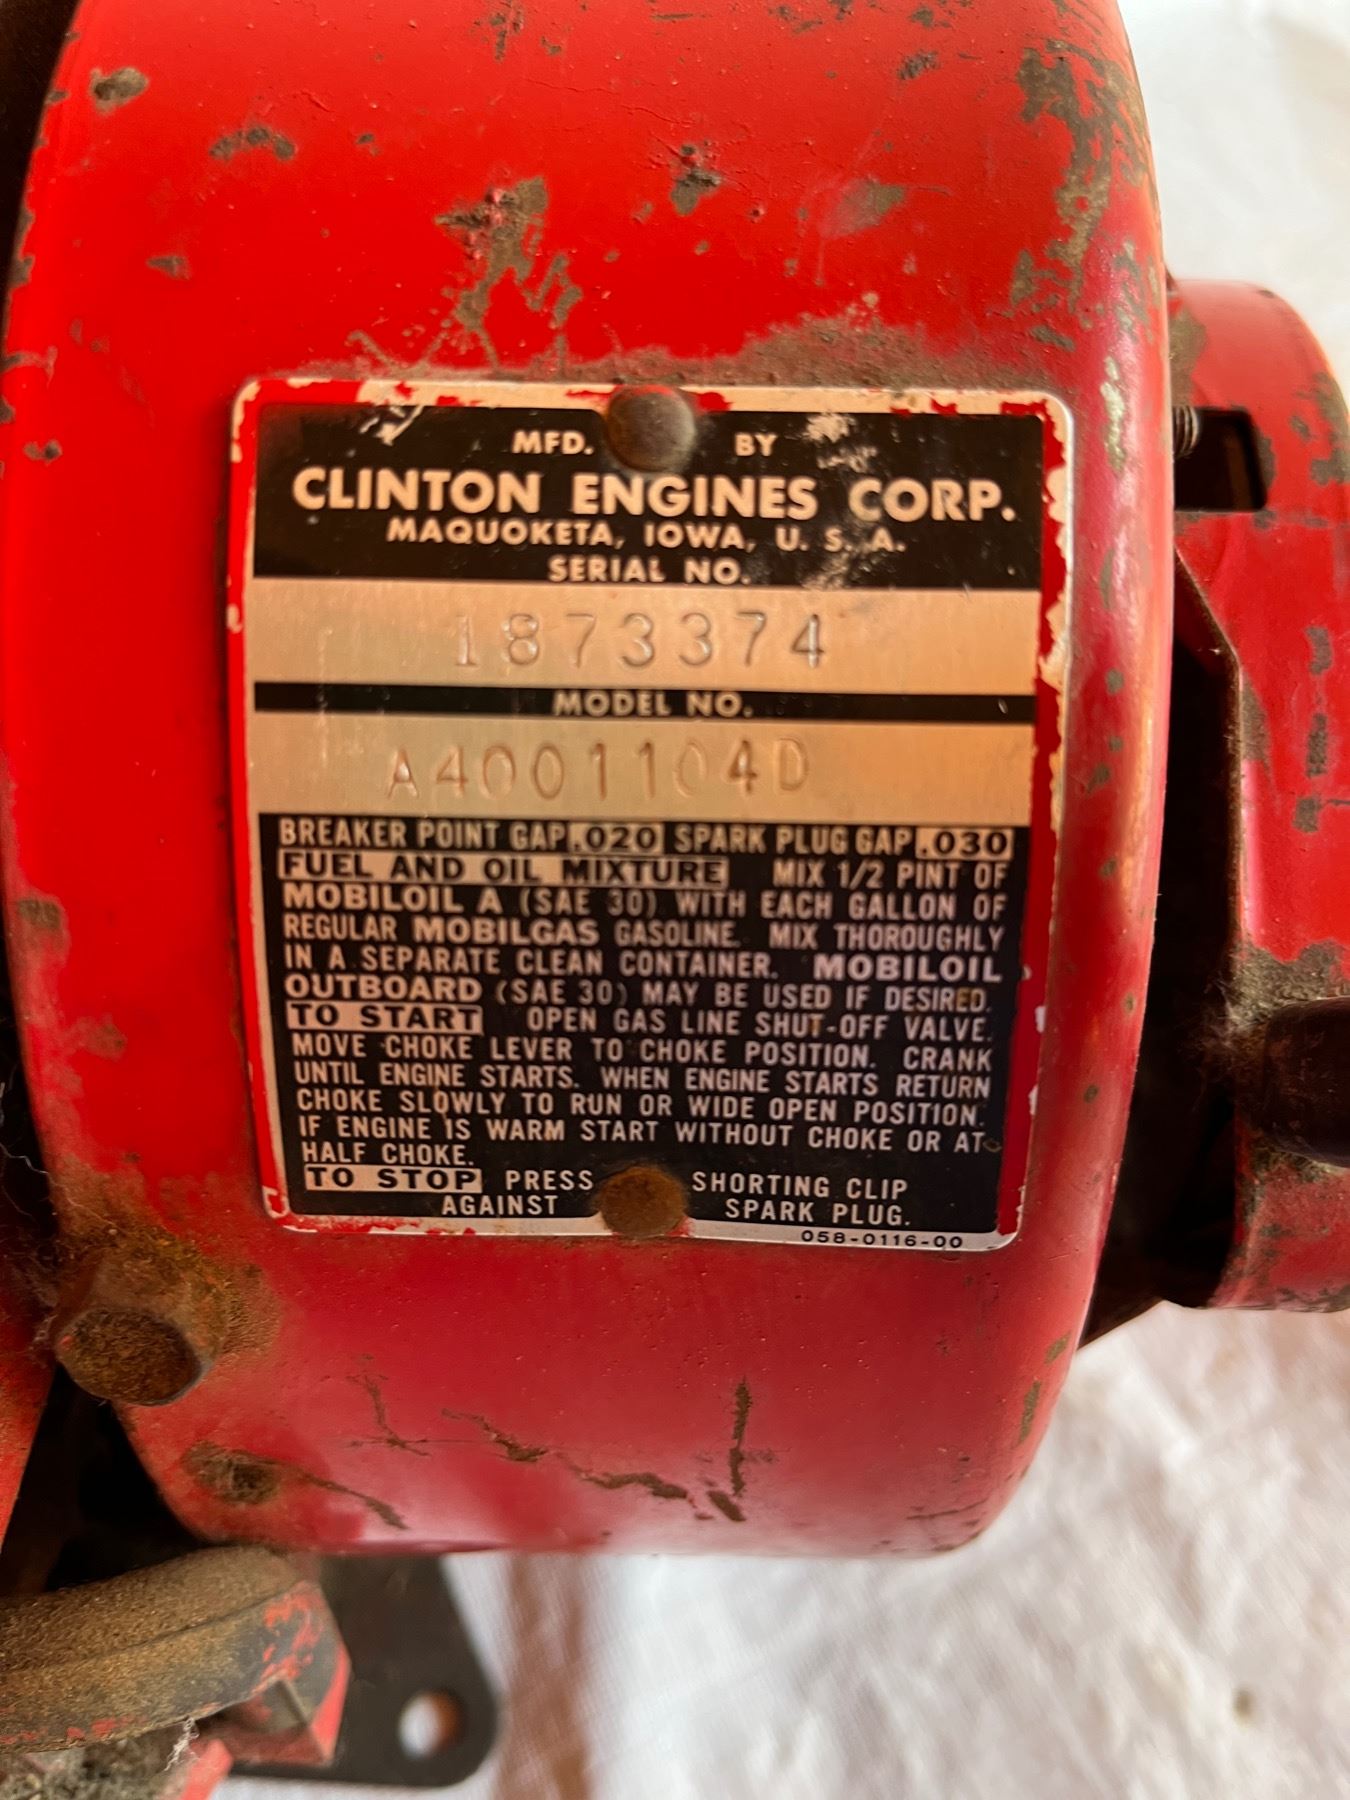 MFD. BY
CLINTON ENGINES CORP.
MAQUOKETA, IOWA, U. S. A.
SERIAL NO.
1873374
MODEL NO.
A4001104D
BREAKER POINT GAP .020 SPARK PLUG GAP .030
FUEL AND OIL MIXTURE MIX 1/2 PINT OF
MOBILOIL A (SAE 30) WITH EACH GALLON OF
REGULAR MOBILGAS GASOLINE. MIX THOROUGHLY
IN A SEPARATE CLEAN CONTAINER. MOBILOIL
OUTBOARD (SAE 30) MAY BE USED IF DESIRED.
TO START OPEN GAS LINE SHUT-OFF VALVE.
MOVE CHOKE LEVER TO CHOKE POSITION. CRANK
UNTIL ENGINE STARTS. WHEN ENGINE STARTS RETURN
CHOKE SLOWLY TO RUN OR WIDE OPEN POSITION.
IF ENGINE IS WARM START WITHOUT CHOKE OR AT
HALF CHOKE.
TO STOP PRESS SHORTING CLIP
AGAINST SPARK PLUG.
058-0116-00